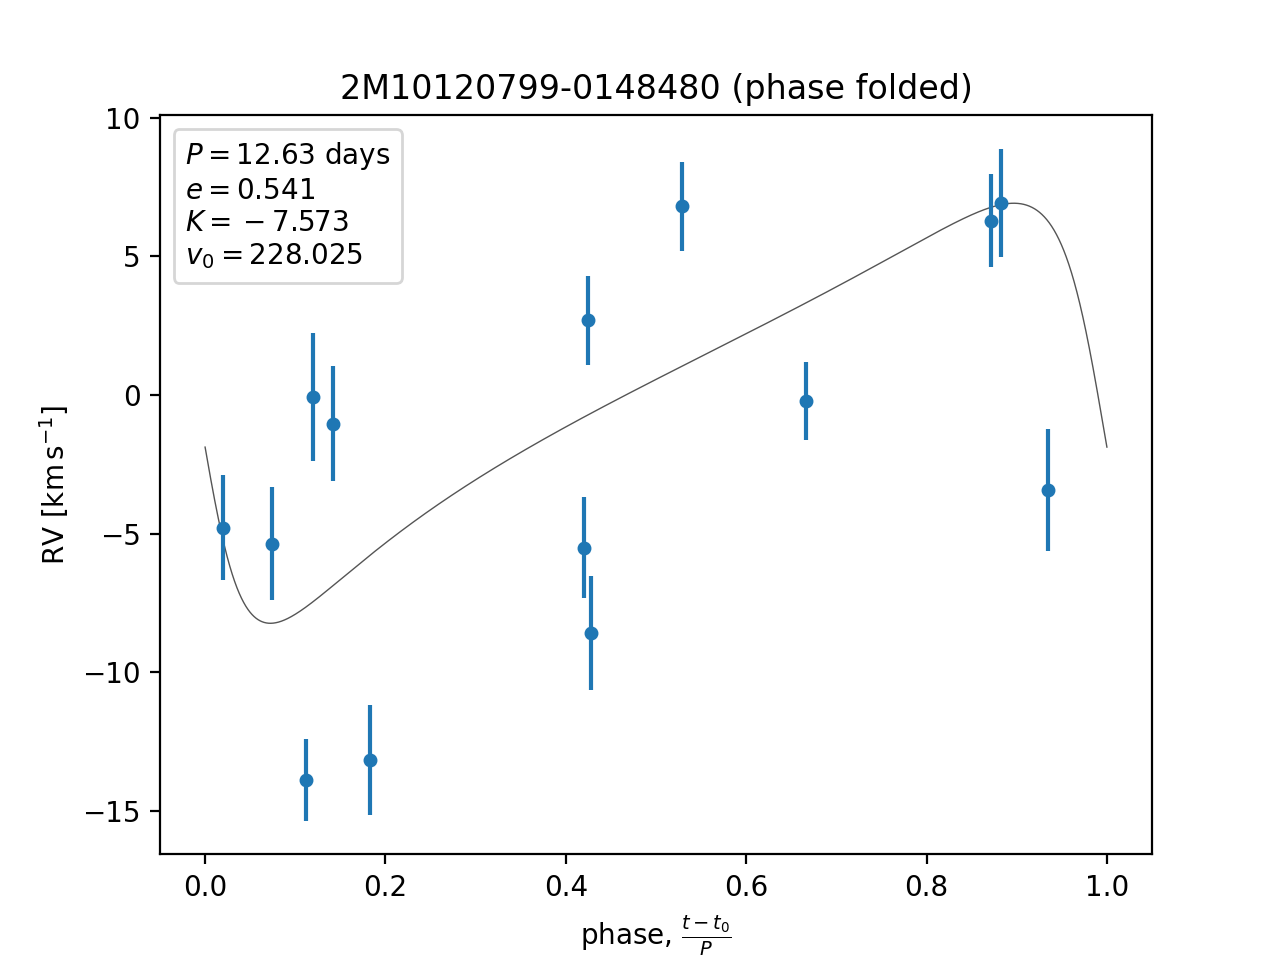 2M10120799-0148480 (phase folded)
P = 12.63 days
e = 0.541
K = −7.573
v₀ = 228.025
10
5
0
−5
−10
−15
RV [km s⁻¹]
0.0 0.2 0.4 0.6 0.8 1.0
phase, (t − t₀)/P